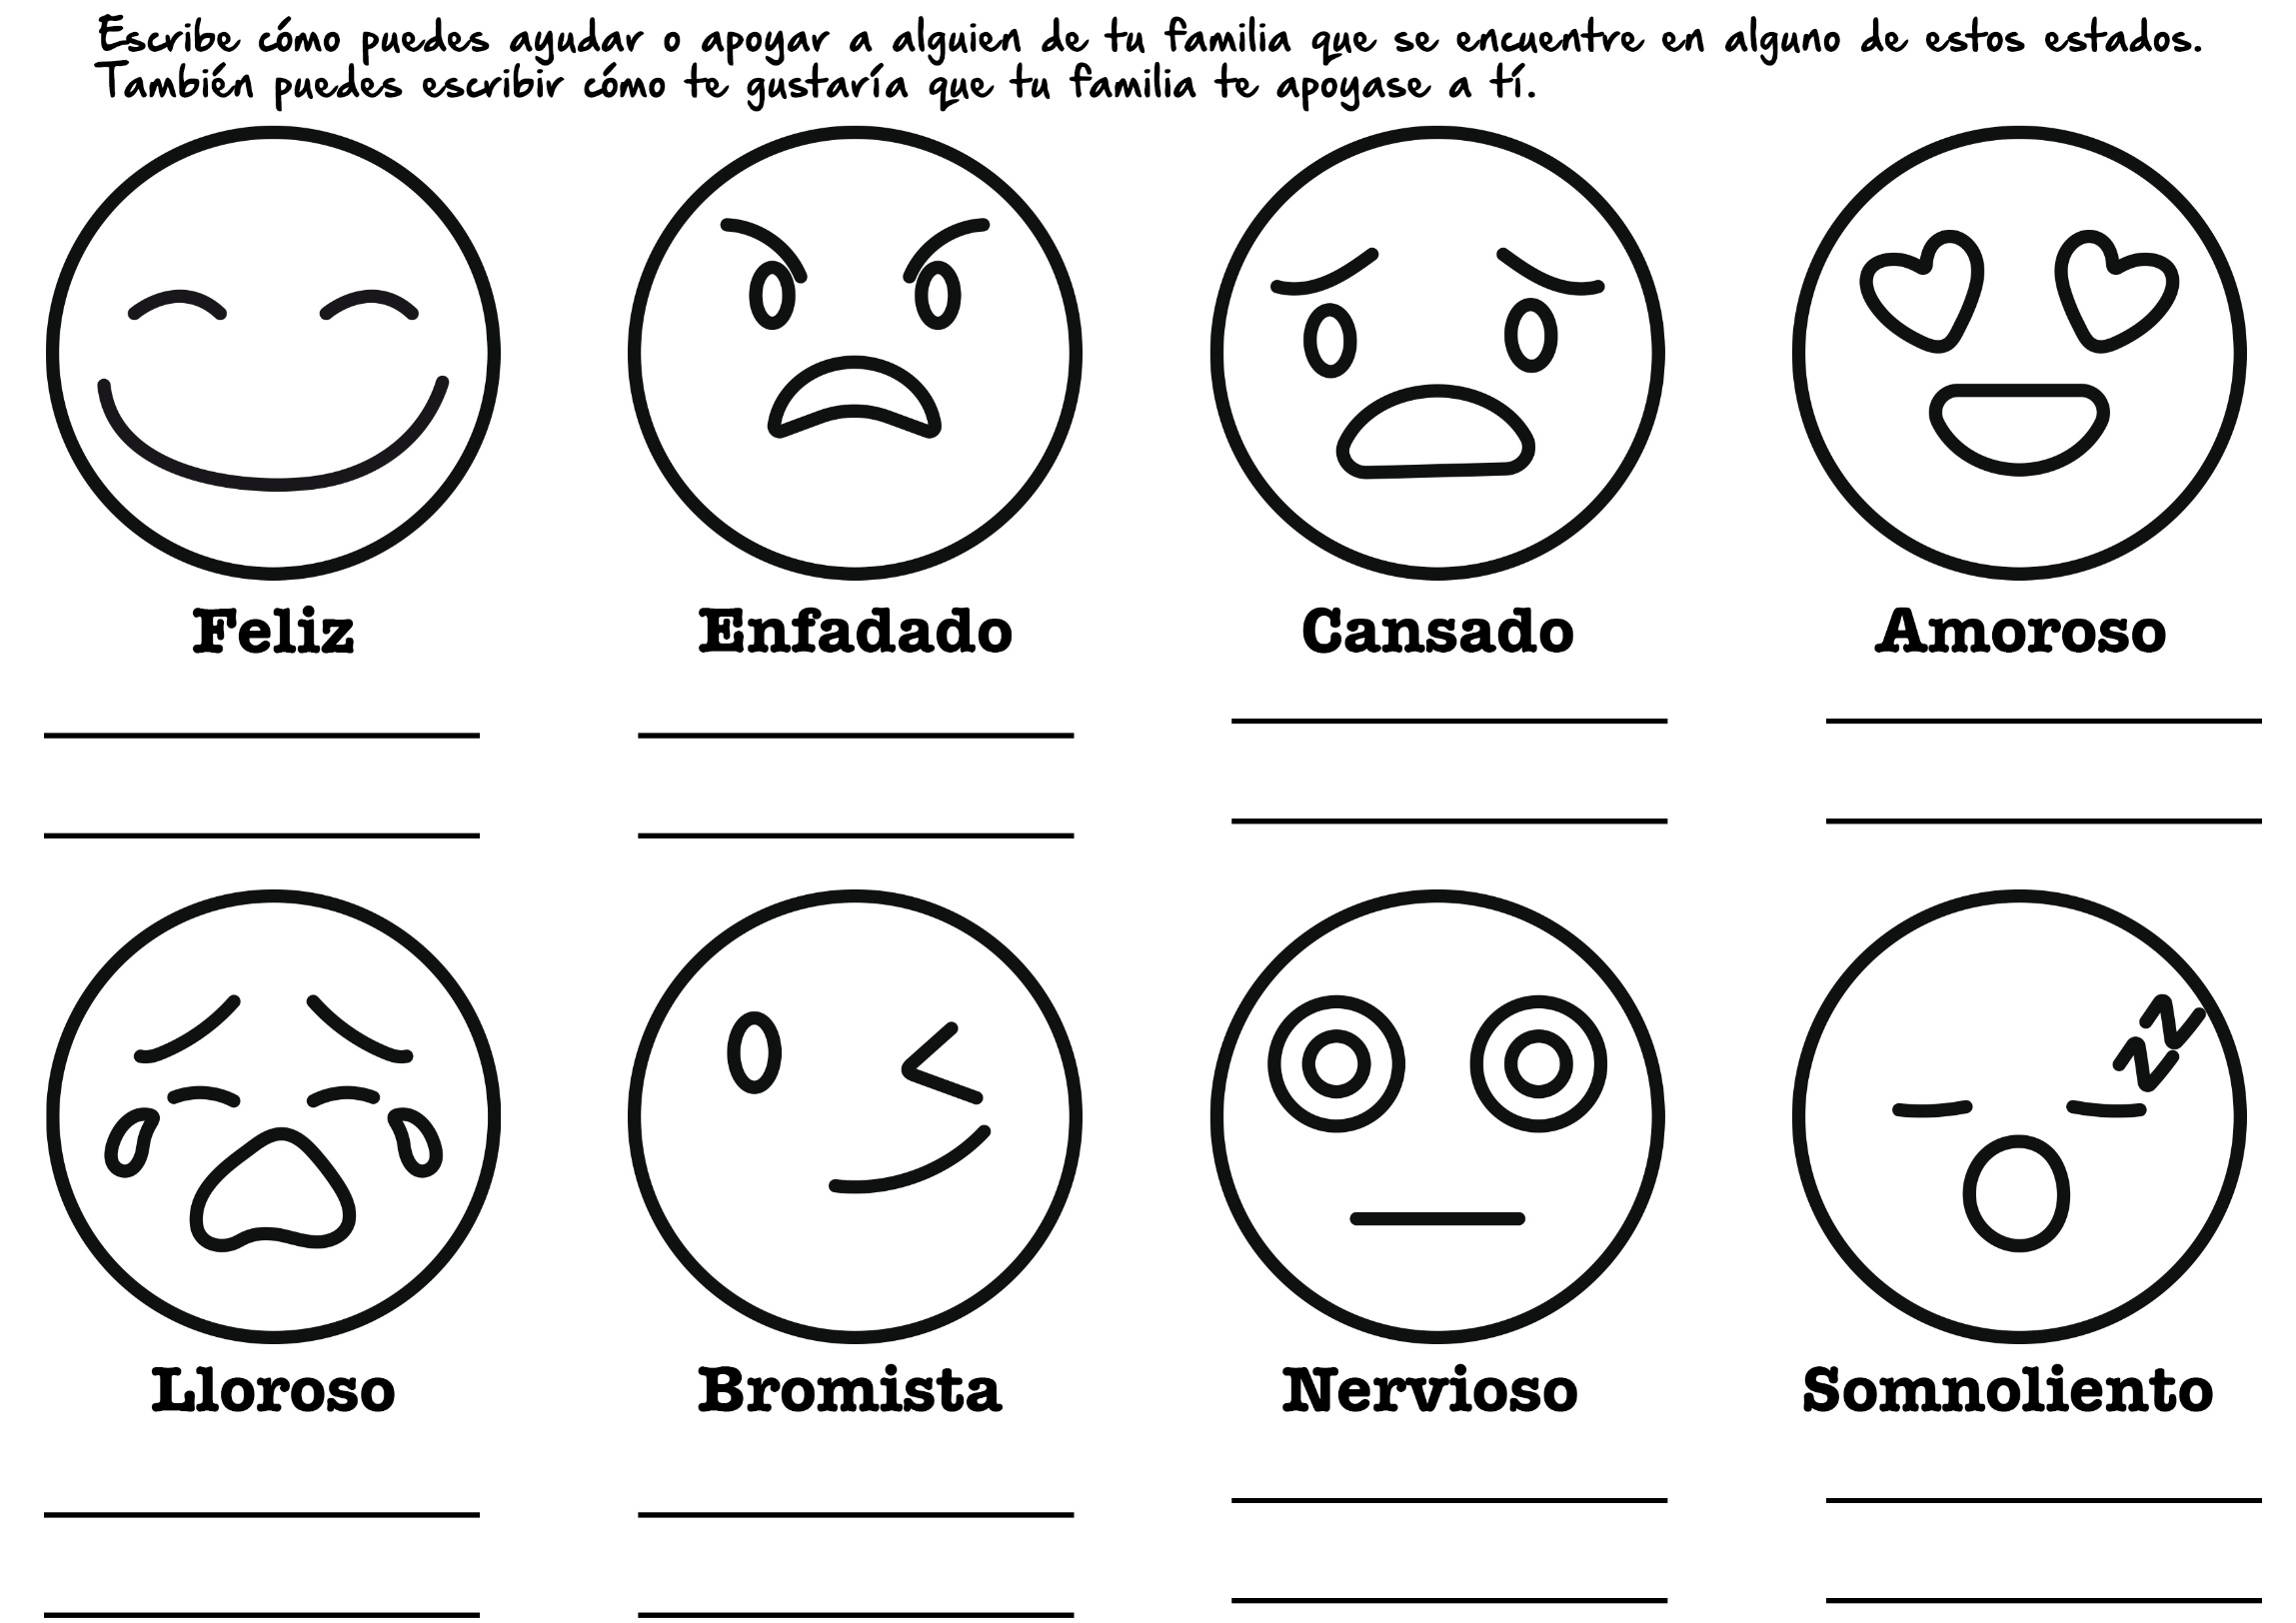 Escribe cómo puedes ayudar o apoyar a alguien de tu familia que se encuentre en alguno de estos estados.
También puedes escribir cómo te gustaría que tu familia te apoyase a tí.
Feliz
Enfadado
Cansado
Amoroso
Lloroso
Bromista
Nervioso
Somnoliento